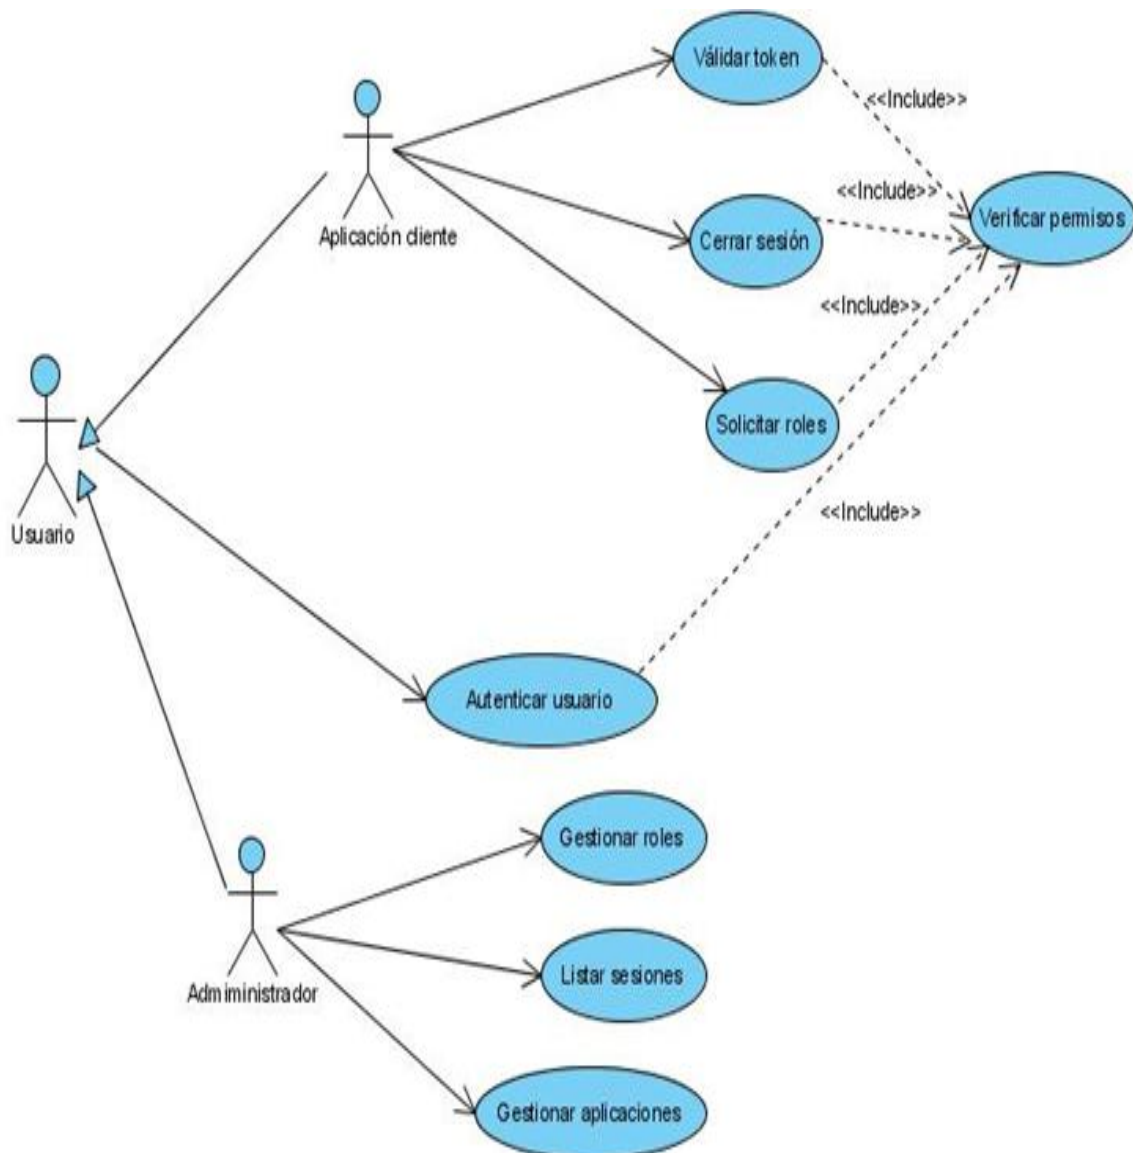 Válidar token
<<Include>>
Aplicación cliente
<<Include>>
Verificar permisos
Cerrar sesión
<<Include>>
Solicitar roles
<<Include>>
Usuario
Autenticar usuario
Gestionar roles
Listar sesiones
Admiministrador
Gestionar aplicaciones